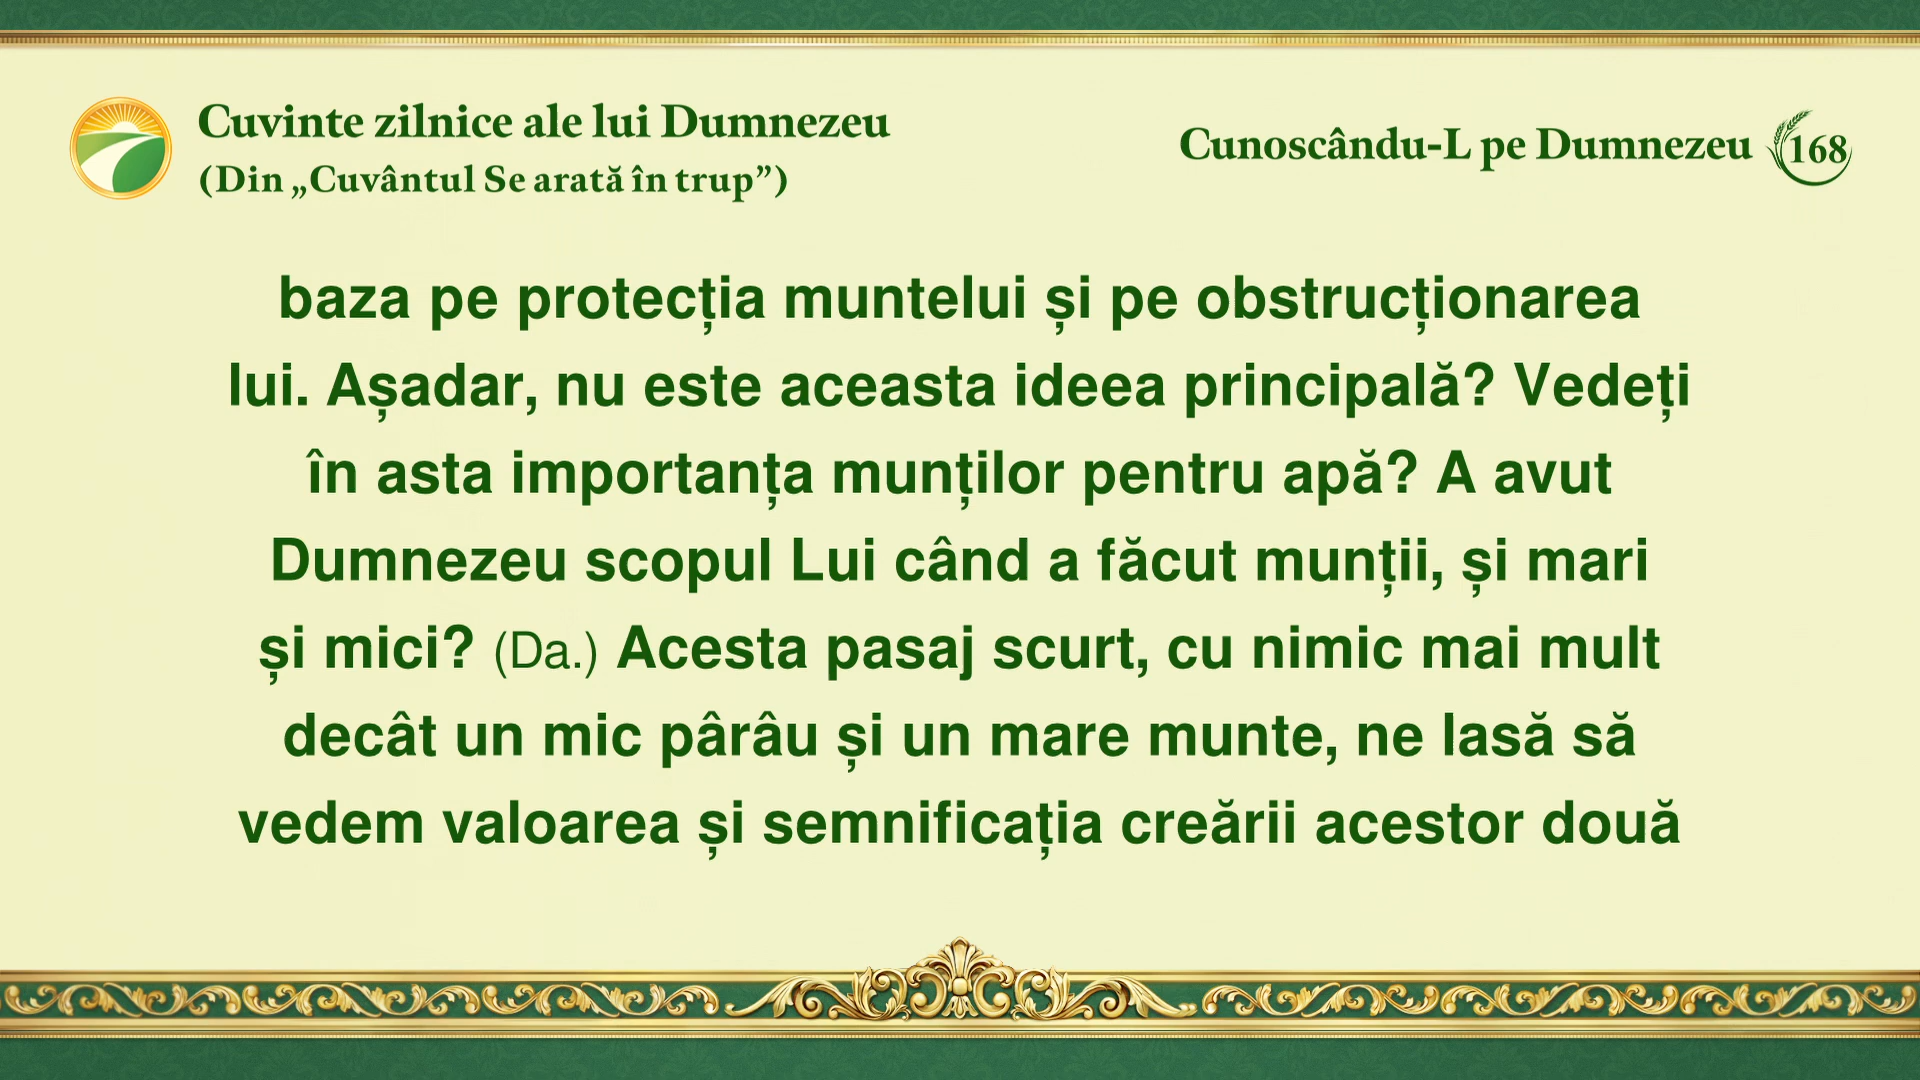 Cuvinte zilnice ale lui Dumnezeu
(Din „Cuvântul Se arată în trup”)
Cunoscându-L pe Dumnezeu 168
baza pe protecția muntelui și pe obstrucționarea
lui. Așadar, nu este aceasta ideea principală? Vedeți
în asta importanța munților pentru apă? A avut
Dumnezeu scopul Lui când a făcut munții, și mari
și mici? (Da.) Acesta pasaj scurt, cu nimic mai mult
decât un mic pârâu și un mare munte, ne lasă să
vedem valoarea și semnificația creării acestor două